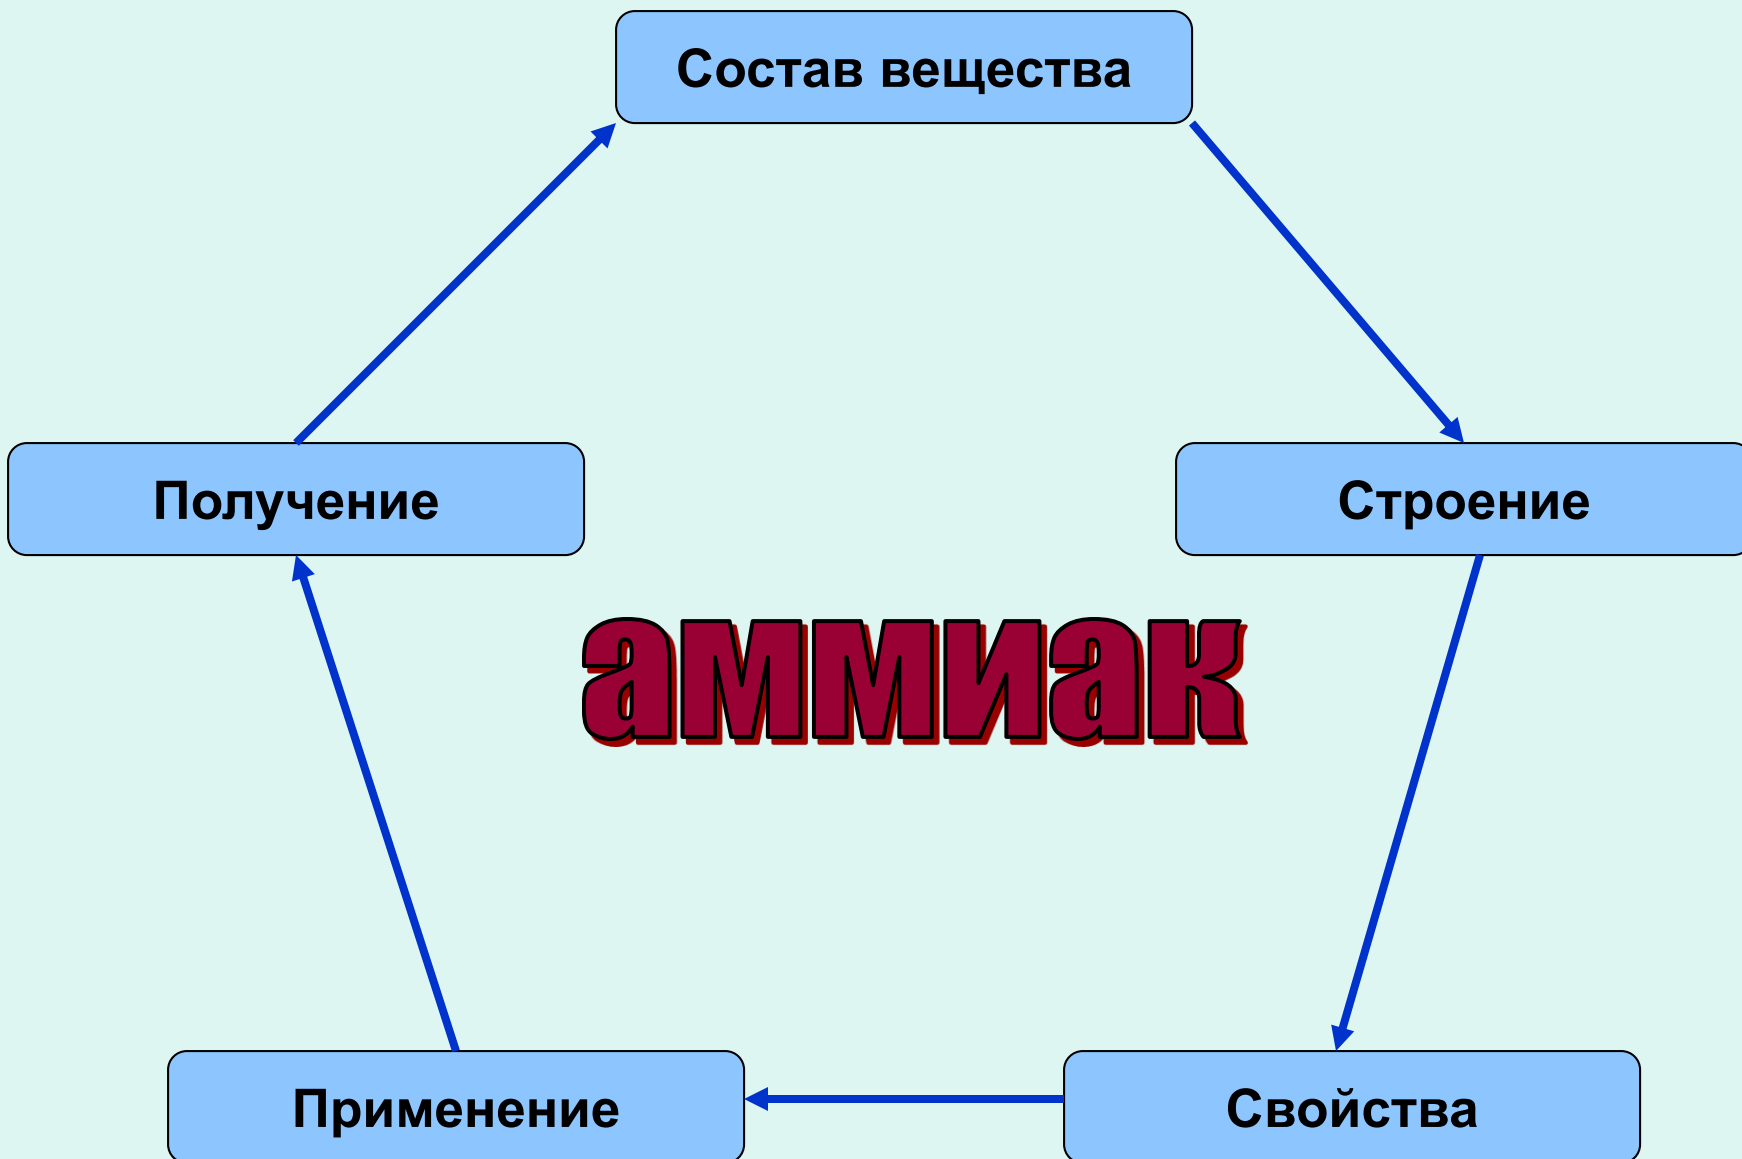 Состав вещества
Получение
Строение
аммиак
Применение
Свойства